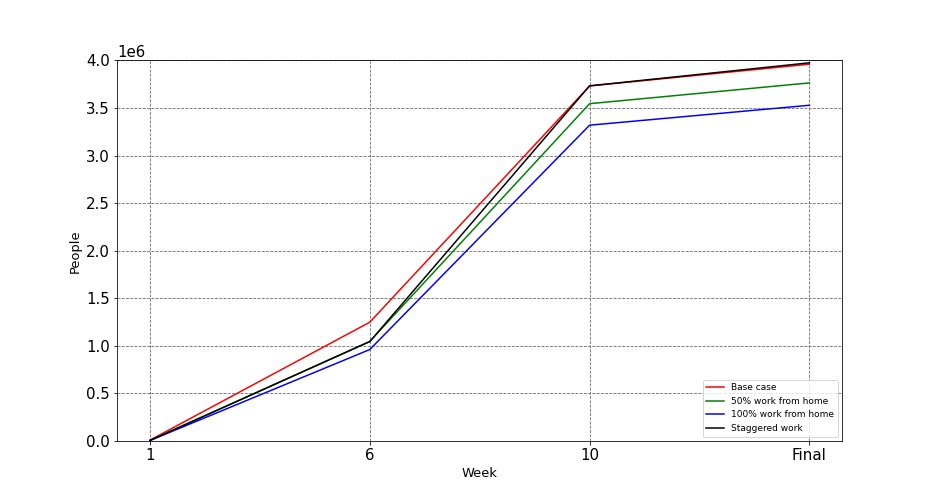 1e6
4.0
3.5
3.0
2.5
2.0
1.5
1.0
0.5
0.0
People
1
6
10
Final
Week
Base case
50% work from home
100% work from home
Staggered work